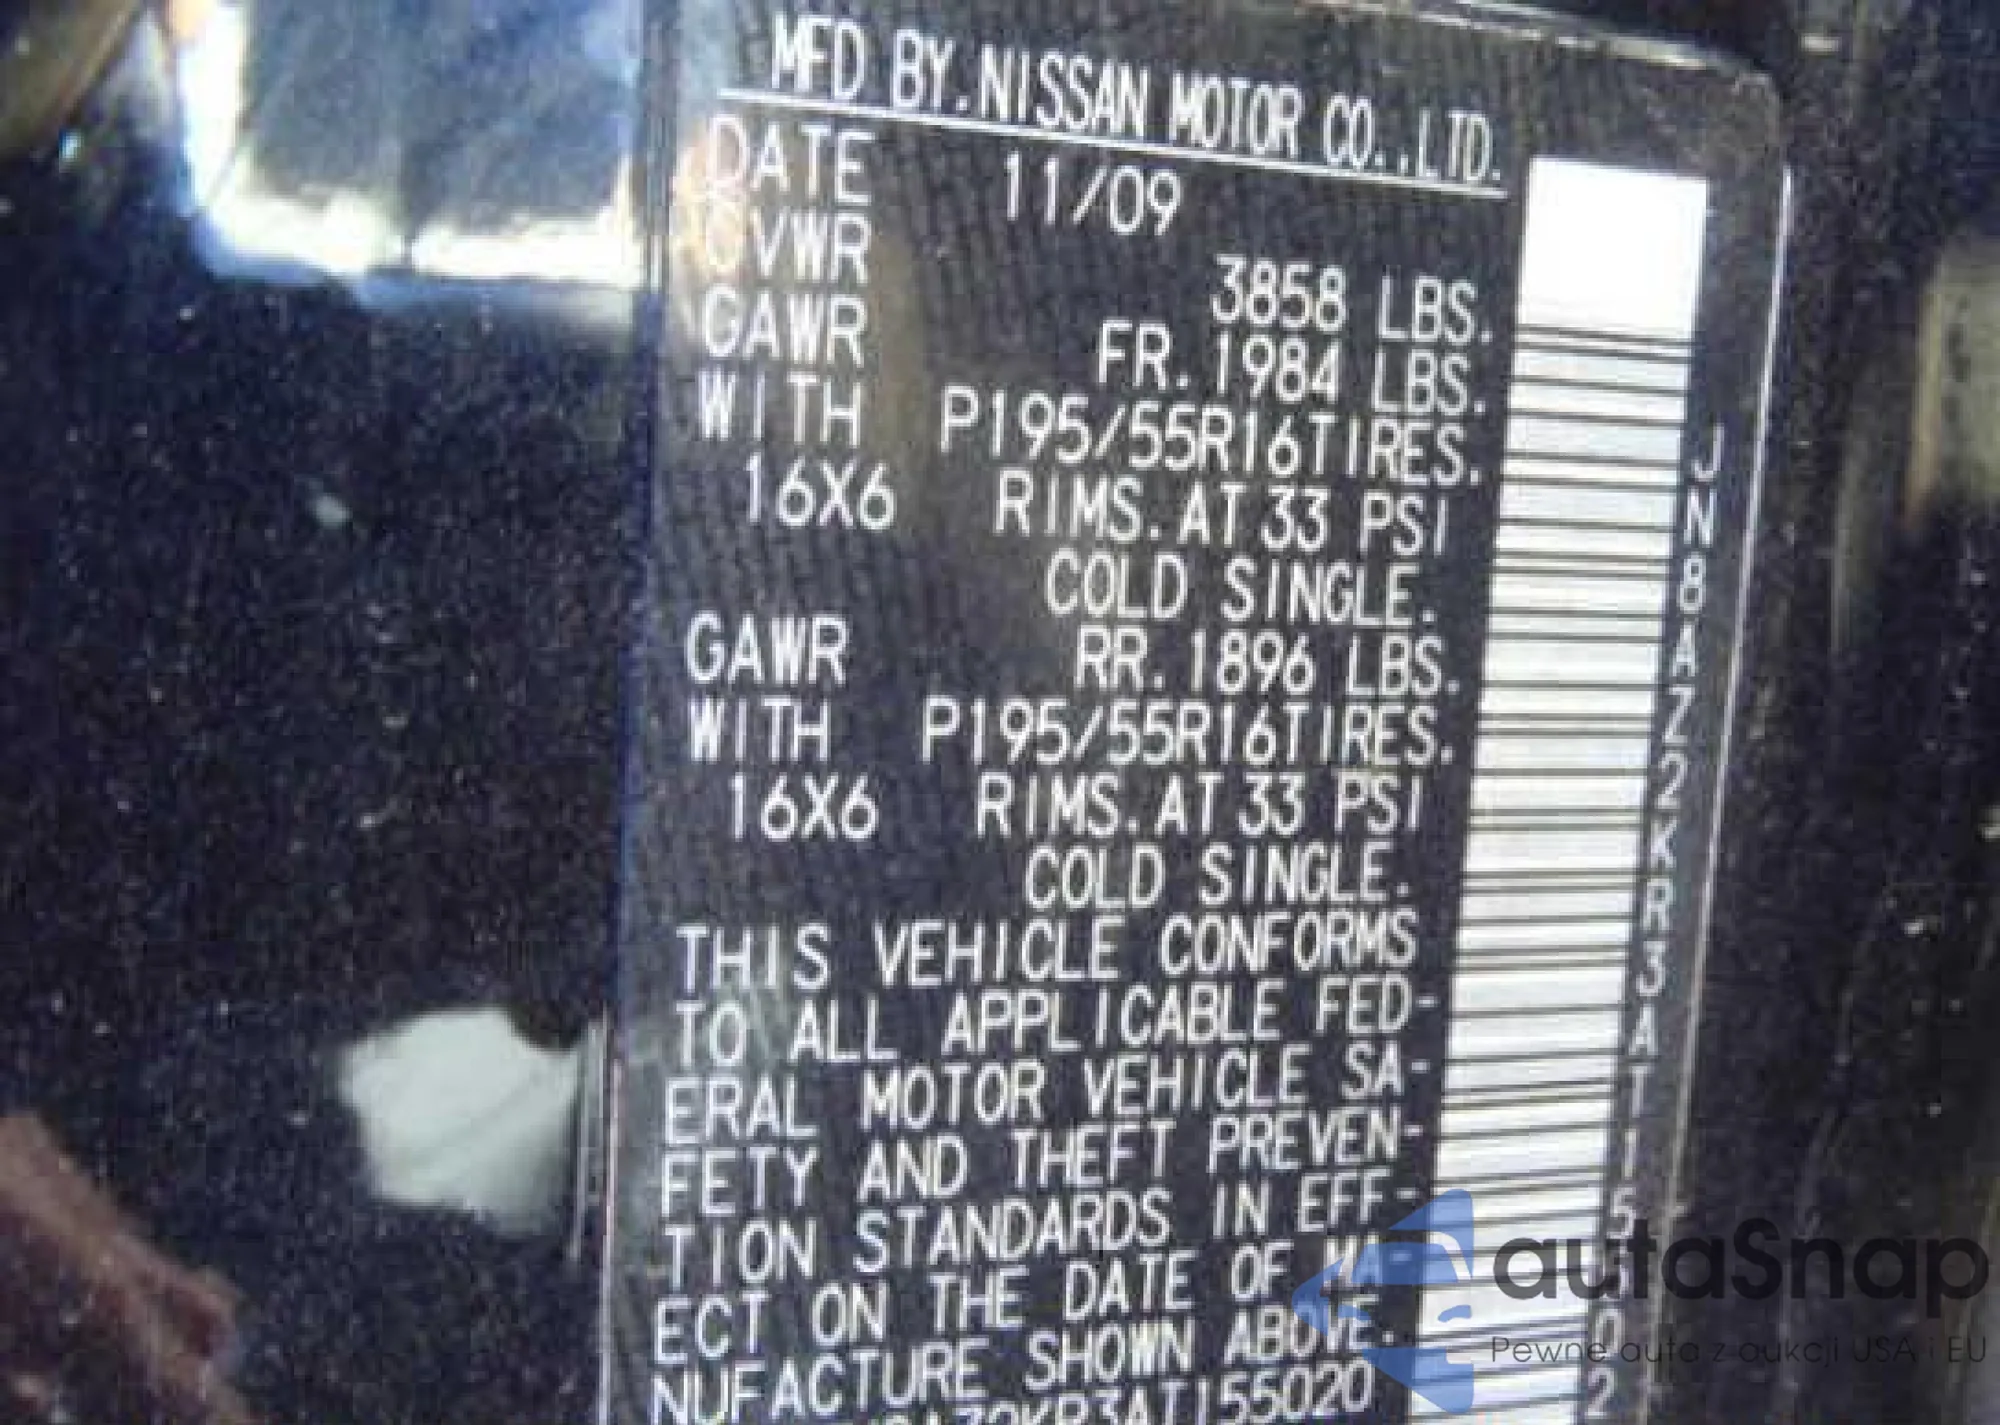 MFD BY.NISSAN MOTOR CO.,LTD.
DATE 11/09
GVWR 3858 LBS.
GAWR FR. 1984 LBS.
WITH P195/55R16TIRES.
16X6 RIMS.AT 33 PSI
COLD SINGLE.
GAWR RR. 1896 LBS.
WITH P195/55R16TIRES.
16X6 RIMS.AT 33 PSI
COLD SINGLE.
THIS VEHICLE CONFORMS
TO ALL APPLICABLE FED-
ERAL MOTOR VEHICLE SA-
FETY AND THEFT PREVEN-
TION STANDARDS IN EFF-
ECT ON THE DATE OF MA-
NUFACTURE SHOWN ABOVE.
8AZ2KR3AT155020
JN8AZ2KR3AT15502
autaSnap
Pewne auta z aukcji USA i EU